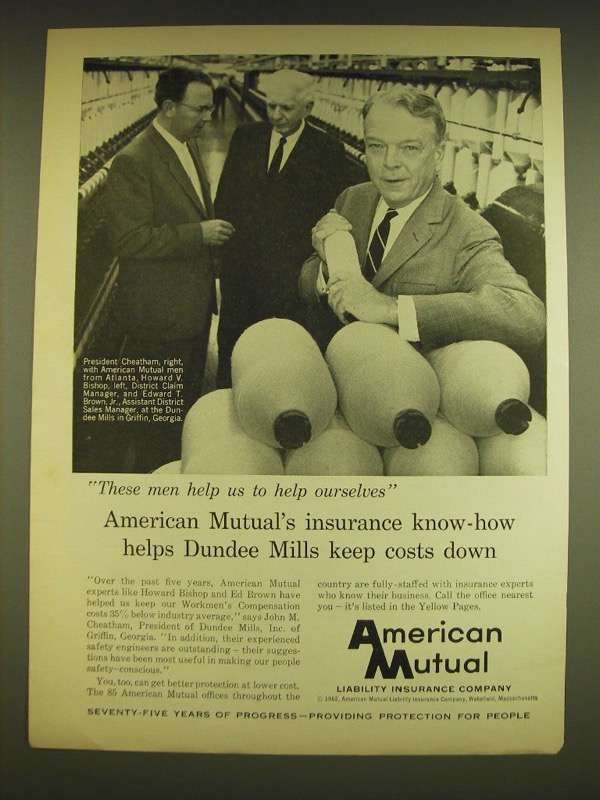 President Cheatham, right,
with American Mutual men
from Atlanta, Howard V.
Bishop, left, District Claim
Manager, and Edward T.
Brown, Jr., Assistant District
Sales Manager, at the Dun-
dee Mills in Griffin, Georgia.
"These men help us to help ourselves"
American Mutual's insurance know-how
helps Dundee Mills keep costs down
"Over the past five years, American Mutual
experts like Howard Bishop and Ed Brown have
helped us keep our Workmen's Compensation
costs 35% below industry average," says John M.
Cheatham, President of Dundee Mills, Inc. of
Griffin, Georgia. "In addition, their experienced
safety engineers are outstanding – their sugges-
tions have been most useful in making our people
safety-conscious."
You, too, can get better protection at lower cost.
The 85 American Mutual offices throughout the
country are fully-staffed with insurance experts
who know their business. Call the office nearest
you – it's listed in the Yellow Pages.
American
Mutual
LIABILITY INSURANCE COMPANY
© 1962, American Mutual Liability Insurance Company, Wakefield, Massachusetts
SEVENTY-FIVE YEARS OF PROGRESS—PROVIDING PROTECTION FOR PEOPLE